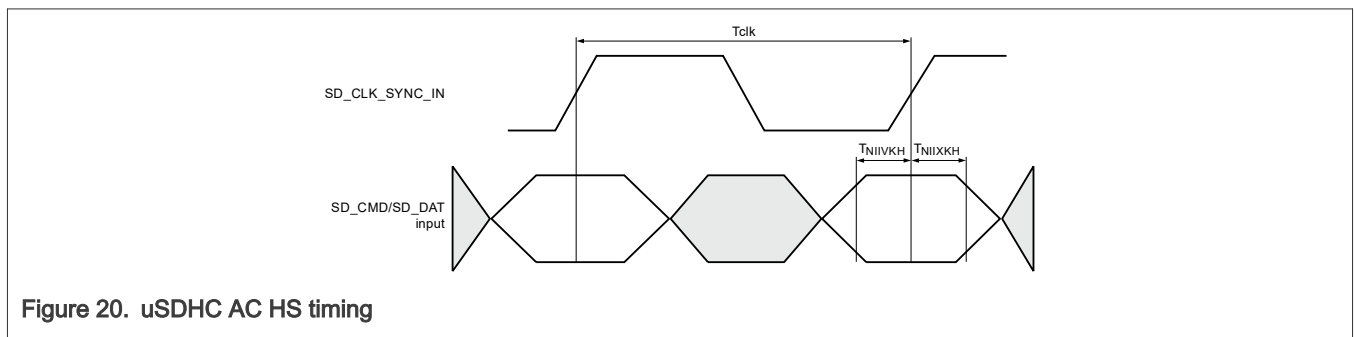 Tclk
SD_CLK_SYNC_IN
TNIIVKH TNIIXKH
SD_CMD/SD_DAT
input
Figure 20. uSDHC AC HS timing